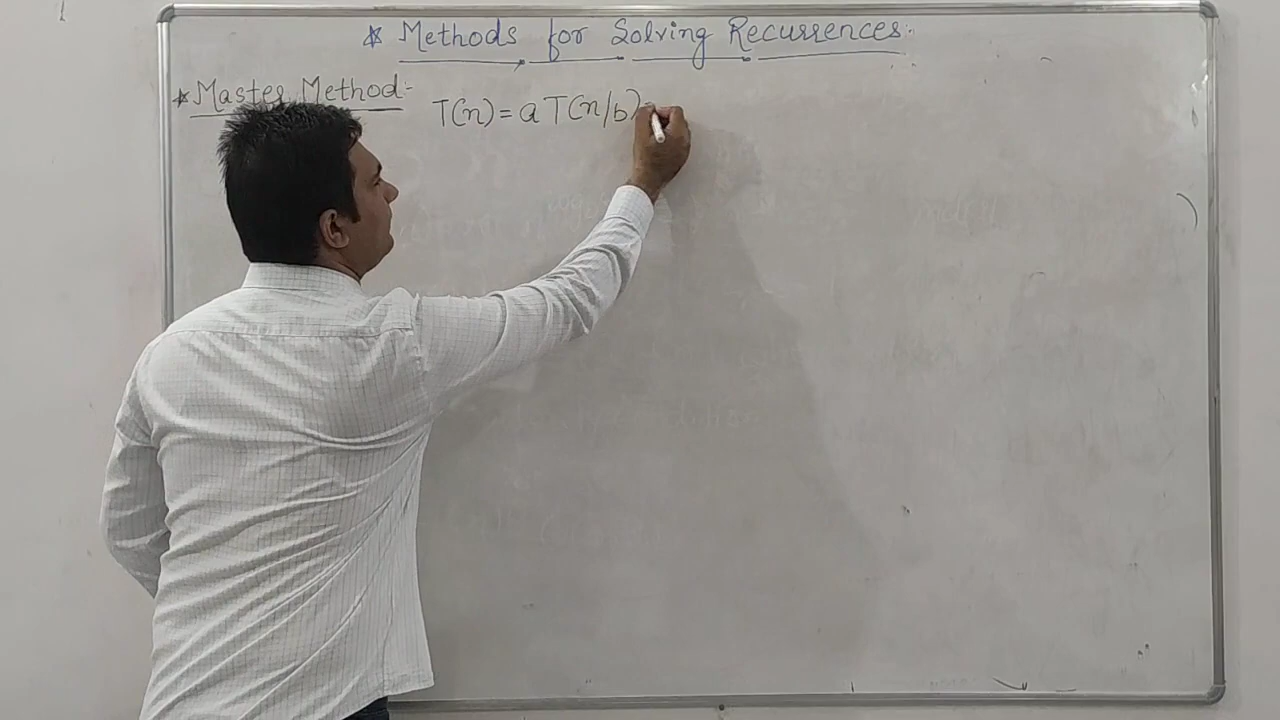 * Methods for Solving Recurrences:
* Master Method:- T(n) = a T(n/b)